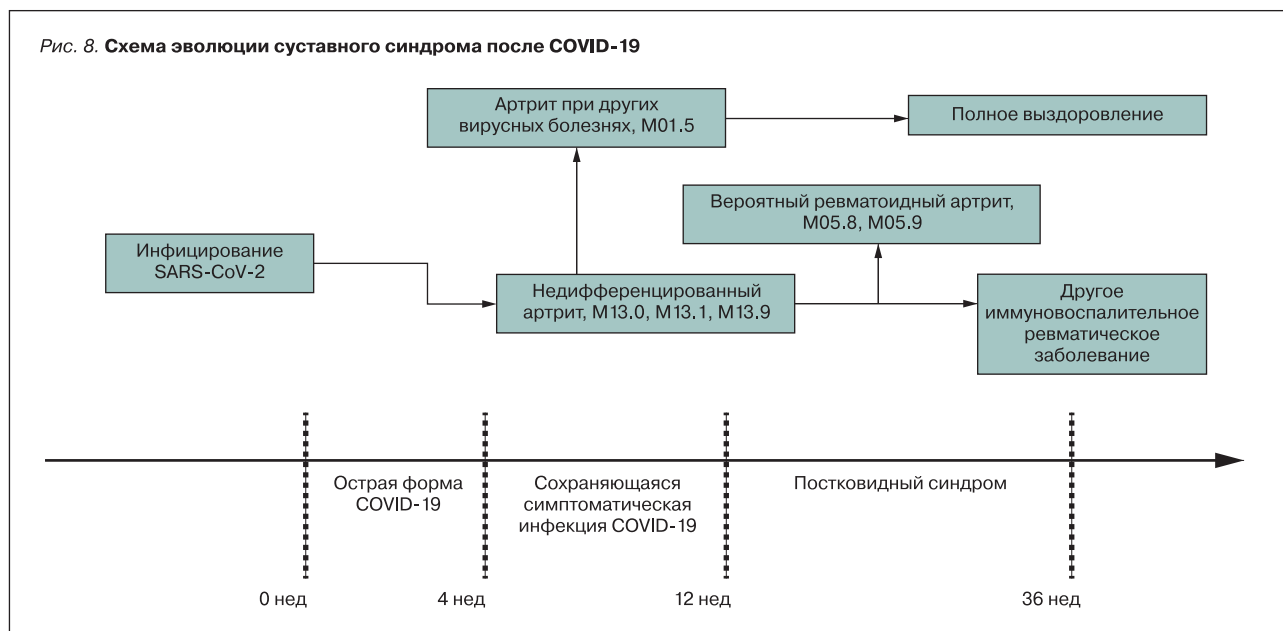 Рис. 8. Схема эволюции суставного синдрома после COVID-19
Артрит при других
вирусных болезнях, M01.5
Полное выздоровление
Вероятный ревматоидный артрит,
M05.8, M05.9
Инфицирование
SARS-CoV-2
Недифференцированный
артрит, M13.0, M13.1, M13.9
Другое
иммуновоспалительное
ревматическое
заболевание
Острая форма
COVID-19
Сохраняющаяся
симптоматическая
инфекция COVID-19
Постковидный синдром
0 нед
4 нед
12 нед
36 нед